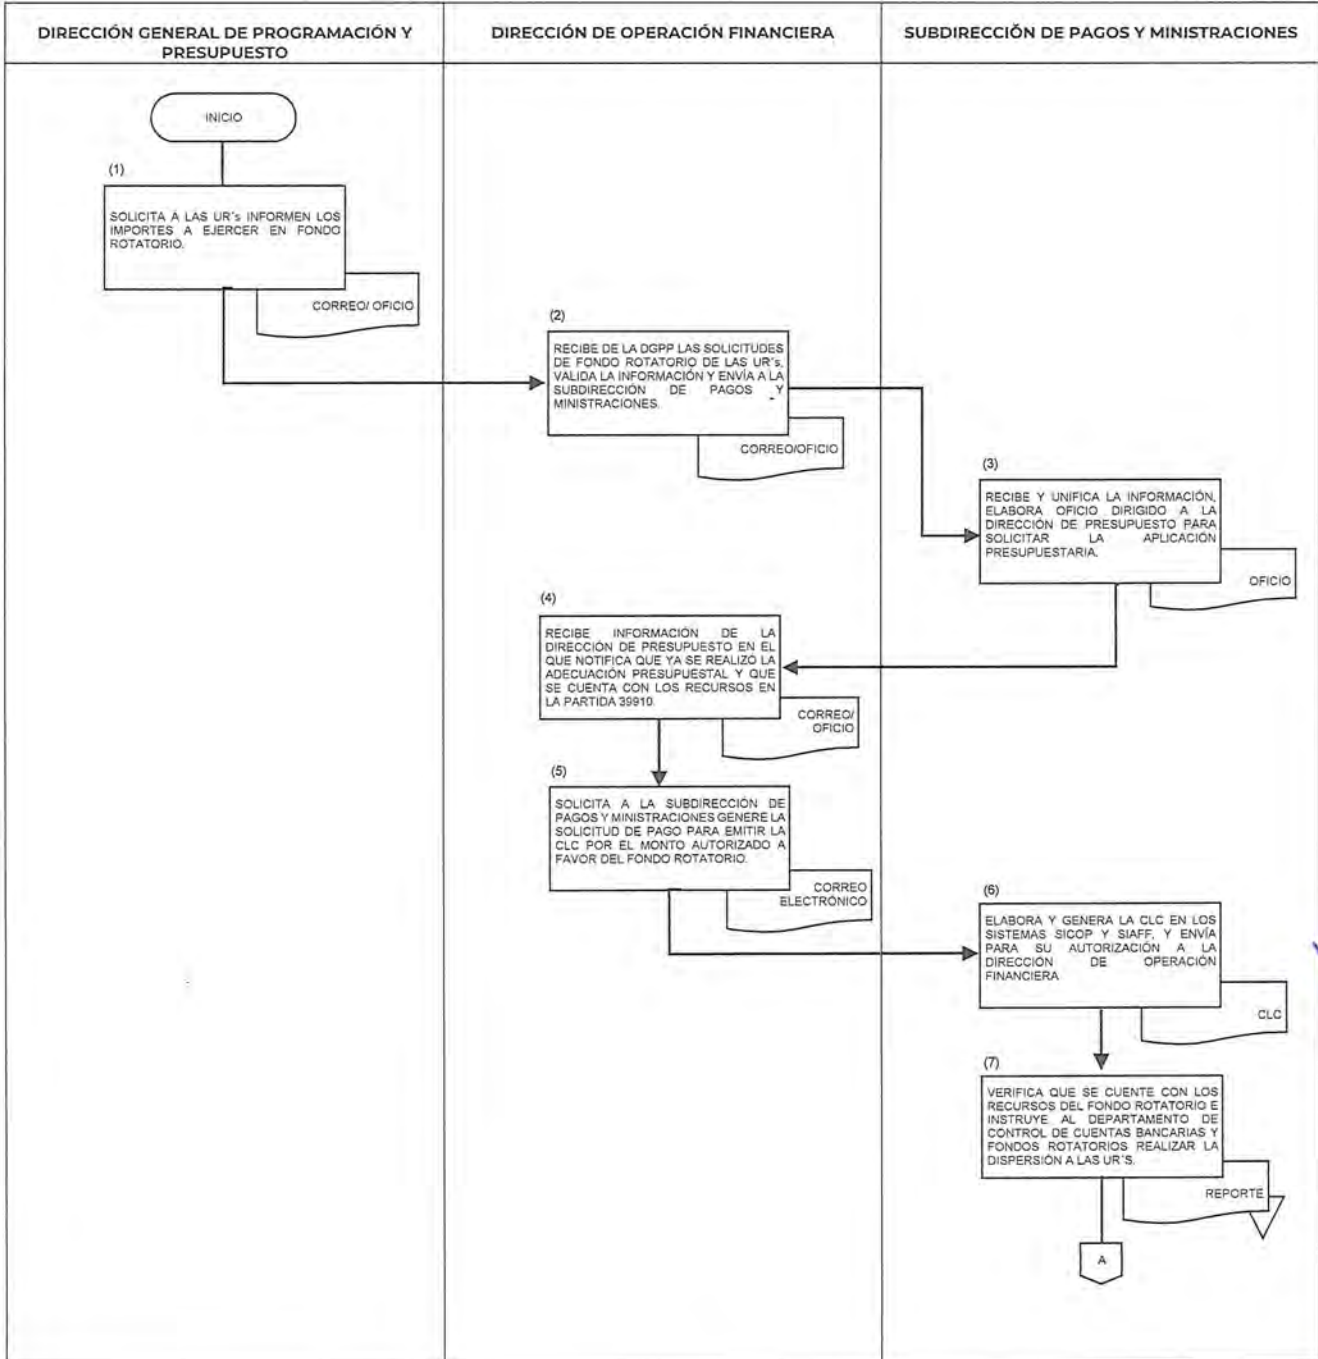 DIRECCIÓN GENERAL DE PROGRAMACIÓN Y
PRESUPUESTO
DIRECCIÓN DE OPERACIÓN FINANCIERA
SUBDIRECCIÓN DE PAGOS Y MINISTRACIONES
INICIO
(1)
SOLICITA A LAS UR´s INFORMEN LOS
IMPORTES A EJERCER EN FONDO
ROTATORIO.
CORREO/ OFICIO
(2)
RECIBE DE LA DGPP LAS SOLICITUDES
DE FONDO ROTATORIO DE LAS UR´s,
VALIDA LA INFORMACIÓN Y ENVÍA A LA
SUBDIRECCIÓN DE PAGOS Y
MINISTRACIONES.
CORREO/OFICIO
(3)
RECIBE Y UNIFICA LA INFORMACIÓN,
ELABORA OFICIO DIRIGIDO A LA
DIRECCIÓN DE PRESUPUESTO PARA
SOLICITAR LA APLICACIÓN
PRESUPUESTARIA.
OFICIO
(4)
RECIBE INFORMACIÓN DE LA
DIRECCIÓN DE PRESUPUESTO EN EL
QUE NOTIFICA QUE YA SE REALIZÓ LA
ADECUACIÓN PRESUPUESTAL Y QUE
SE CUENTA CON LOS RECURSOS EN
LA PARTIDA 39910.
CORREO/
OFICIO
(5)
SOLICITA A LA SUBDIRECCIÓN DE
PAGOS Y MINISTRACIONES GENERE LA
SOLICITUD DE PAGO PARA EMITIR LA
CLC POR EL MONTO AUTORIZADO A
FAVOR DEL FONDO ROTATORIO.
CORREO
ELECTRÓNICO
(6)
ELABORA Y GENERA LA CLC EN LOS
SISTEMAS SICOP Y SIAFF, Y ENVÍA
PARA SU AUTORIZACIÓN A LA
DIRECCIÓN DE OPERACIÓN
FINANCIERA
CLC
(7)
VERIFICA QUE SE CUENTE CON LOS
RECURSOS DEL FONDO ROTATORIO E
INSTRUYE AL DEPARTAMENTO DE
CONTROL DE CUENTAS BANCARIAS Y
FONDOS ROTATORIOS REALIZAR LA
DISPERSIÓN A LAS UR´S.
REPORTE
A